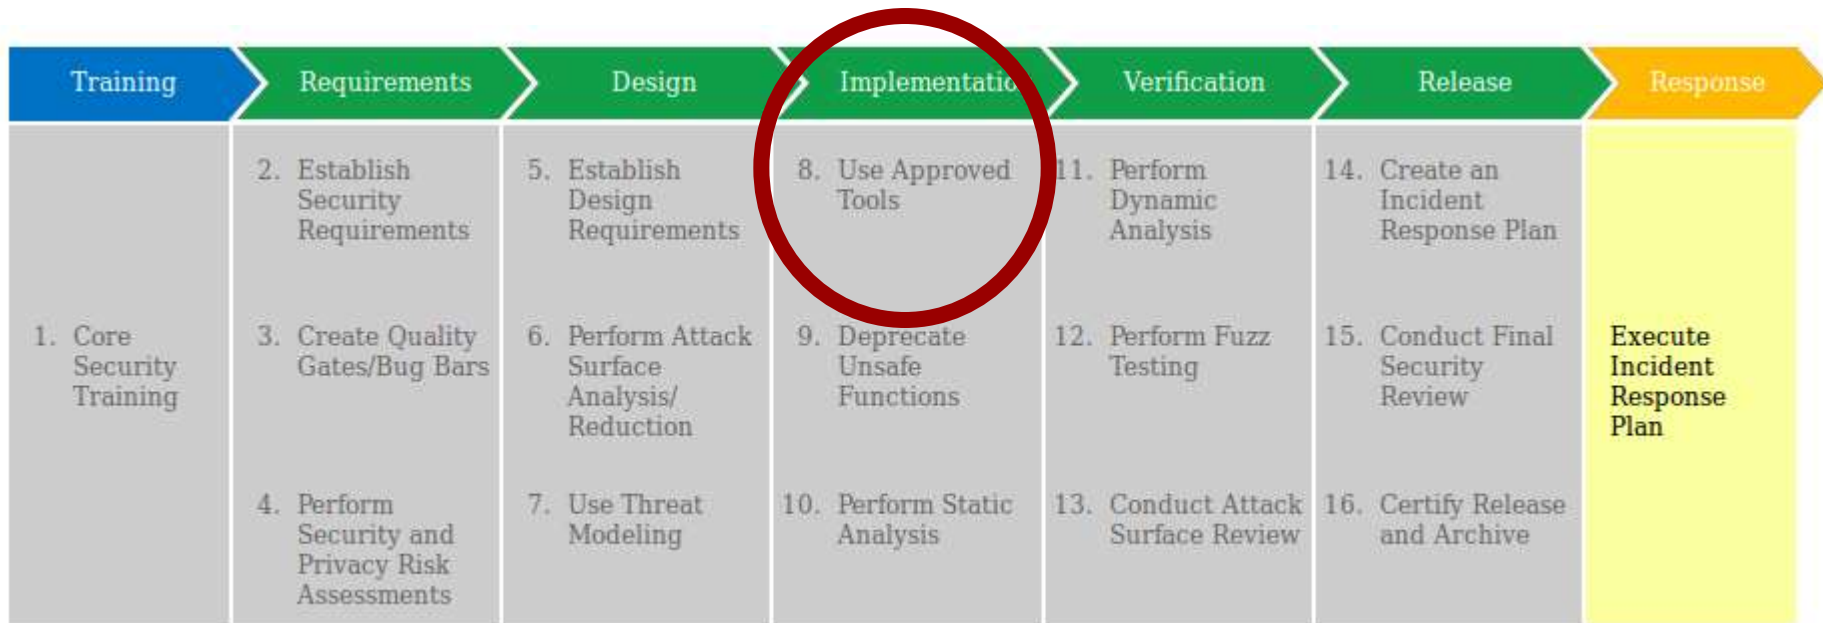 Training
Requirements
Design
Implementatio
Verification
Release
Response
1. Core
Security
Training
2. Establish
Security
Requirements
3. Create Quality
Gates/Bug Bars
4. Perform
Security and
Privacy Risk
Assessments
5. Establish
Design
Requirements
6. Perform Attack
Surface
Analysis/
Reduction
7. Use Threat
Modeling
8. Use Approved
Tools
9. Deprecate
Unsafe
Functions
10. Perform Static
Analysis
11. Perform
Dynamic
Analysis
12. Perform Fuzz
Testing
13. Conduct Attack
Surface Review
14. Create an
Incident
Response Plan
15. Conduct Final
Security
Review
16. Certify Release
and Archive
Execute
Incident
Response
Plan